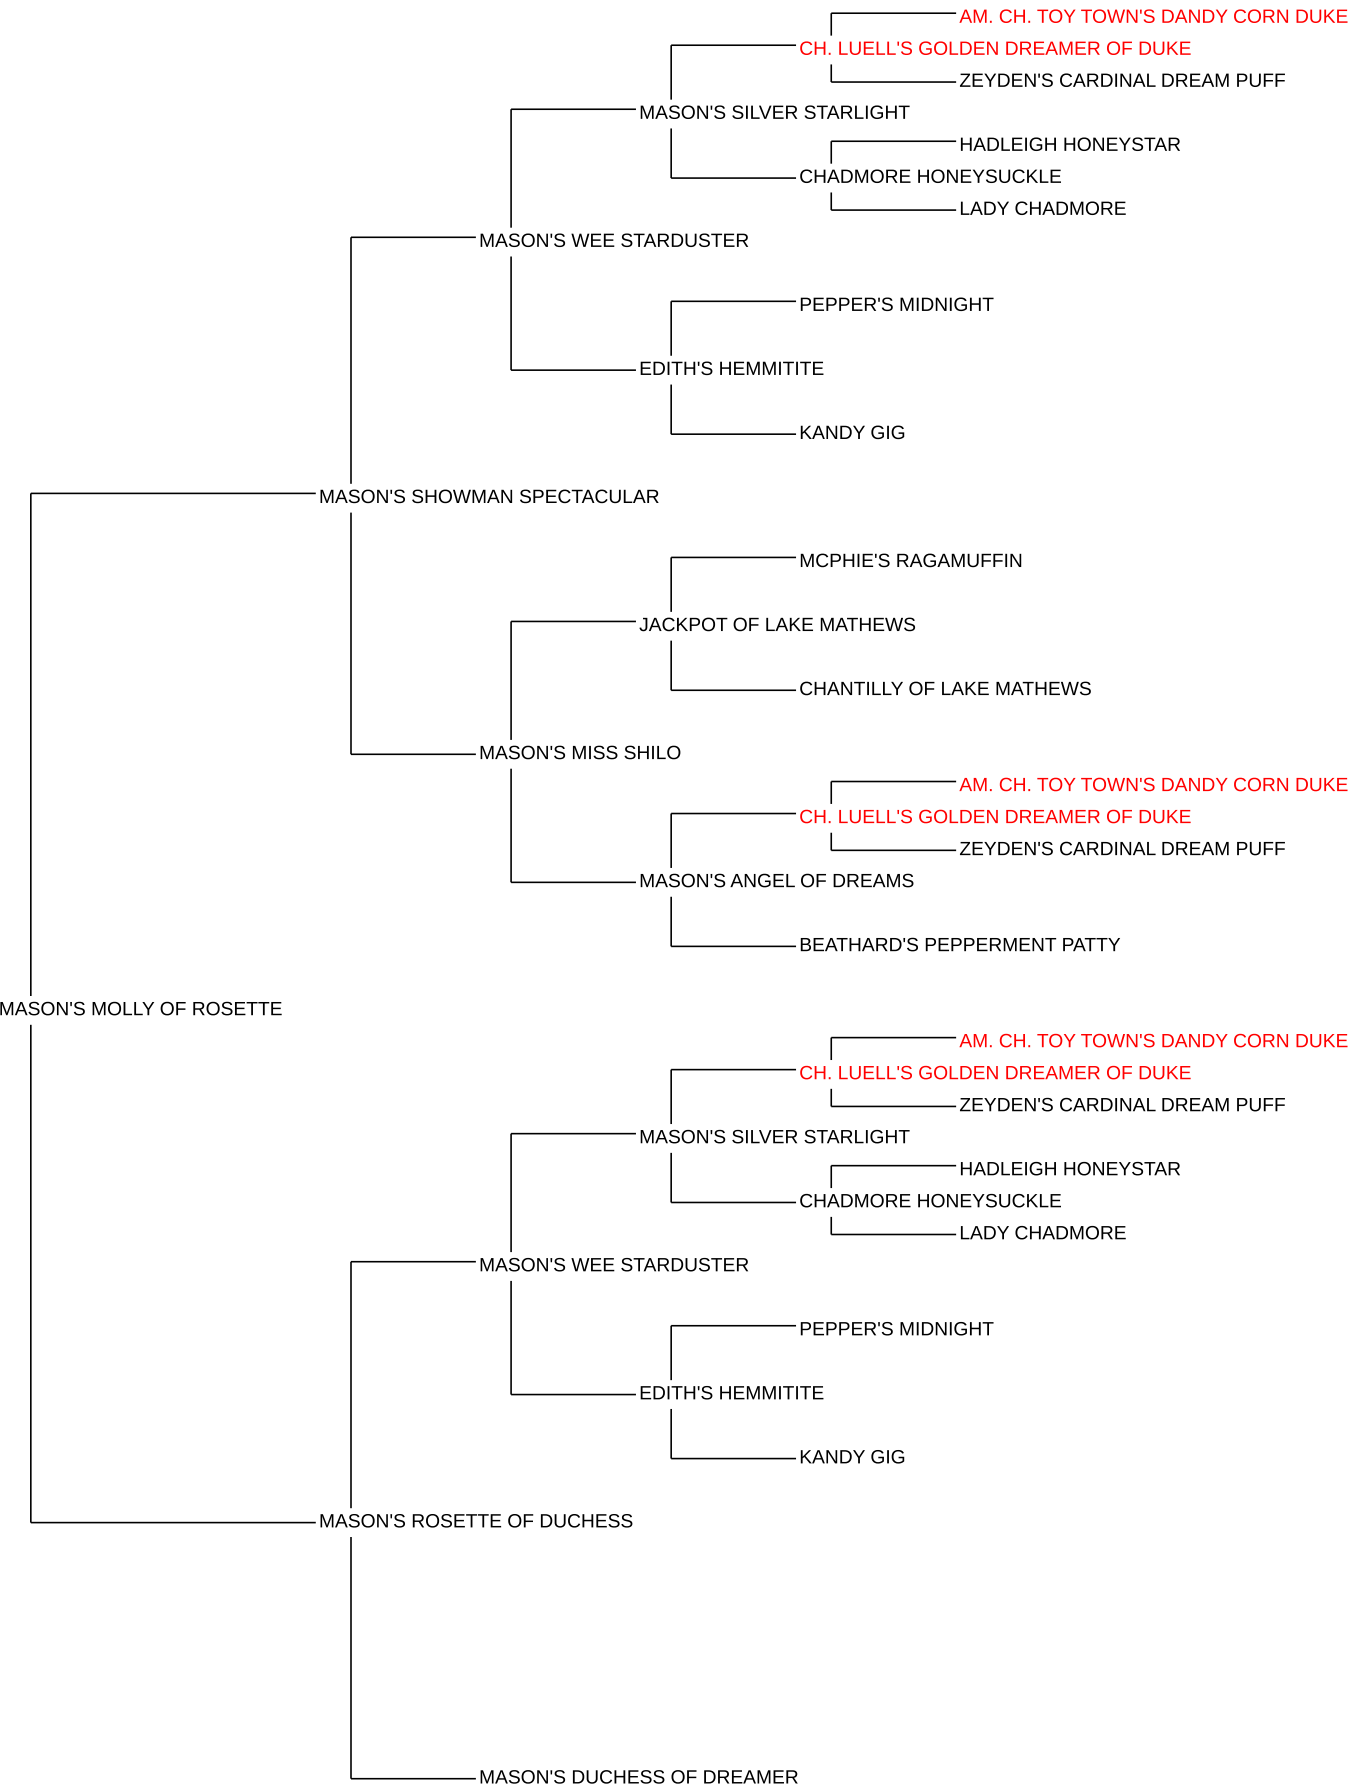 AM. CH. TOY TOWN'S DANDY CORN DUKE
CH. LUELL'S GOLDEN DREAMER OF DUKE
ZEYDEN'S CARDINAL DREAM PUFF
MASON'S SILVER STARLIGHT
HADLEIGH HONEYSTAR
CHADMORE HONEYSUCKLE
LADY CHADMORE
MASON'S WEE STARDUSTER
PEPPER'S MIDNIGHT
EDITH'S HEMMITITE
KANDY GIG
MASON'S SHOWMAN SPECTACULAR
MCPHIE'S RAGAMUFFIN
JACKPOT OF LAKE MATHEWS
CHANTILLY OF LAKE MATHEWS
MASON'S MISS SHILO
AM. CH. TOY TOWN'S DANDY CORN DUKE
CH. LUELL'S GOLDEN DREAMER OF DUKE
ZEYDEN'S CARDINAL DREAM PUFF
MASON'S ANGEL OF DREAMS
BEATHARD'S PEPPERMENT PATTY
MASON'S MOLLY OF ROSETTE
AM. CH. TOY TOWN'S DANDY CORN DUKE
CH. LUELL'S GOLDEN DREAMER OF DUKE
ZEYDEN'S CARDINAL DREAM PUFF
MASON'S SILVER STARLIGHT
HADLEIGH HONEYSTAR
CHADMORE HONEYSUCKLE
LADY CHADMORE
MASON'S WEE STARDUSTER
PEPPER'S MIDNIGHT
EDITH'S HEMMITITE
KANDY GIG
MASON'S ROSETTE OF DUCHESS
MASON'S DUCHESS OF DREAMER